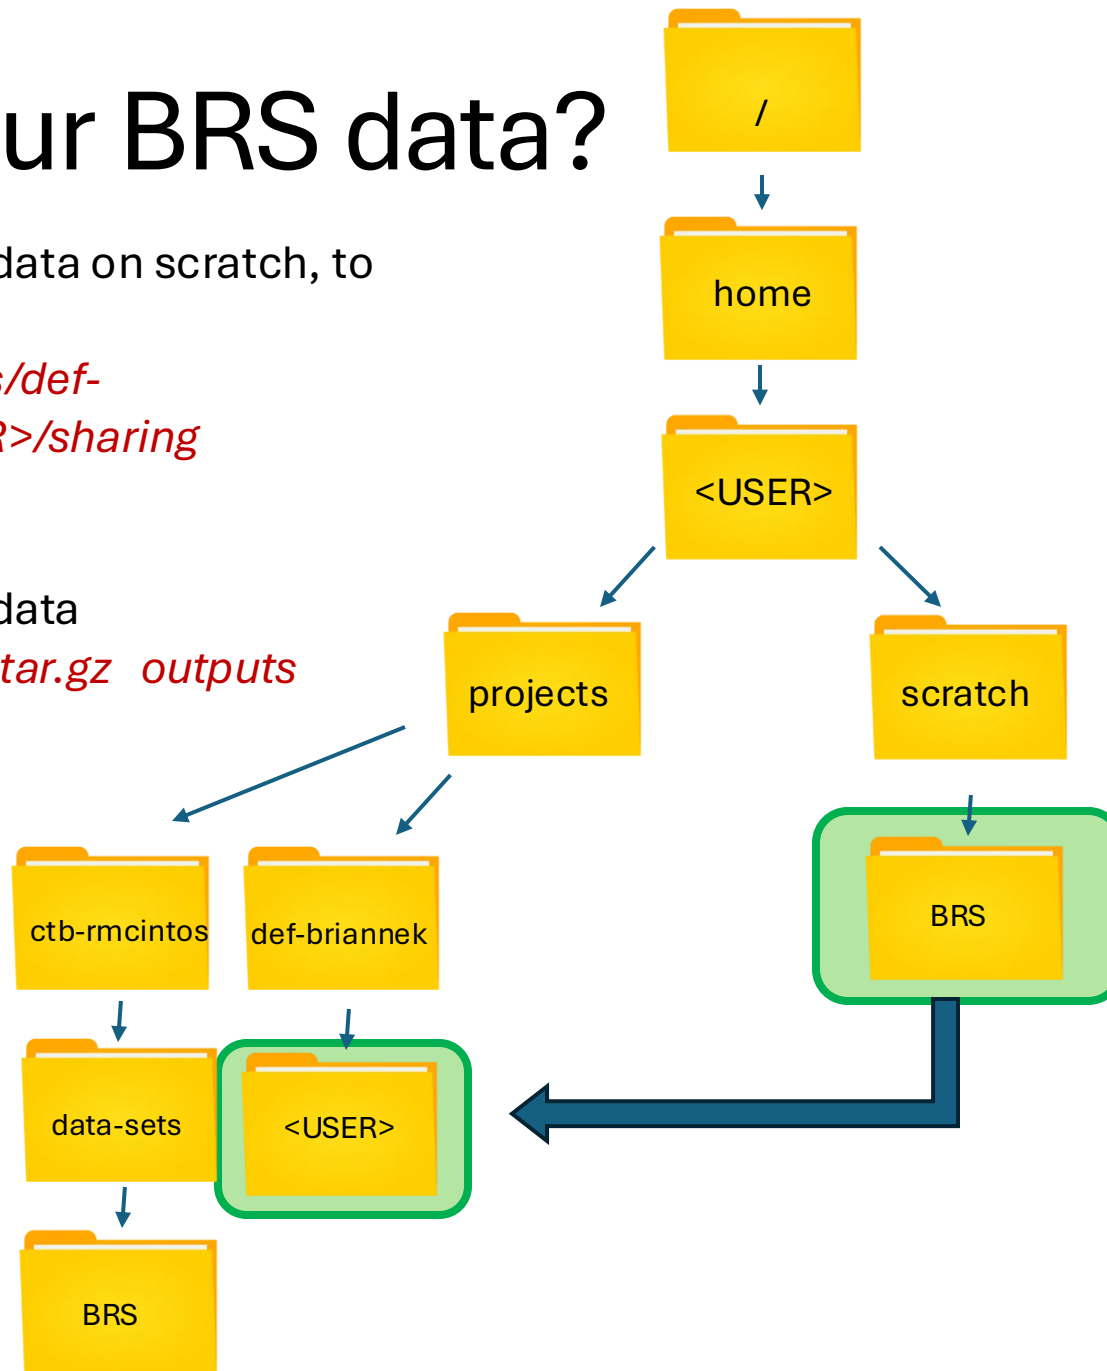 /
ur BRS data?
data on scratch, to
home
s/def-
R>/sharing
<USER>
data
tar.gz outputs
projects
scratch
BRS
ctb-rmcintos
def-briannek
data-sets
<USER>
BRS